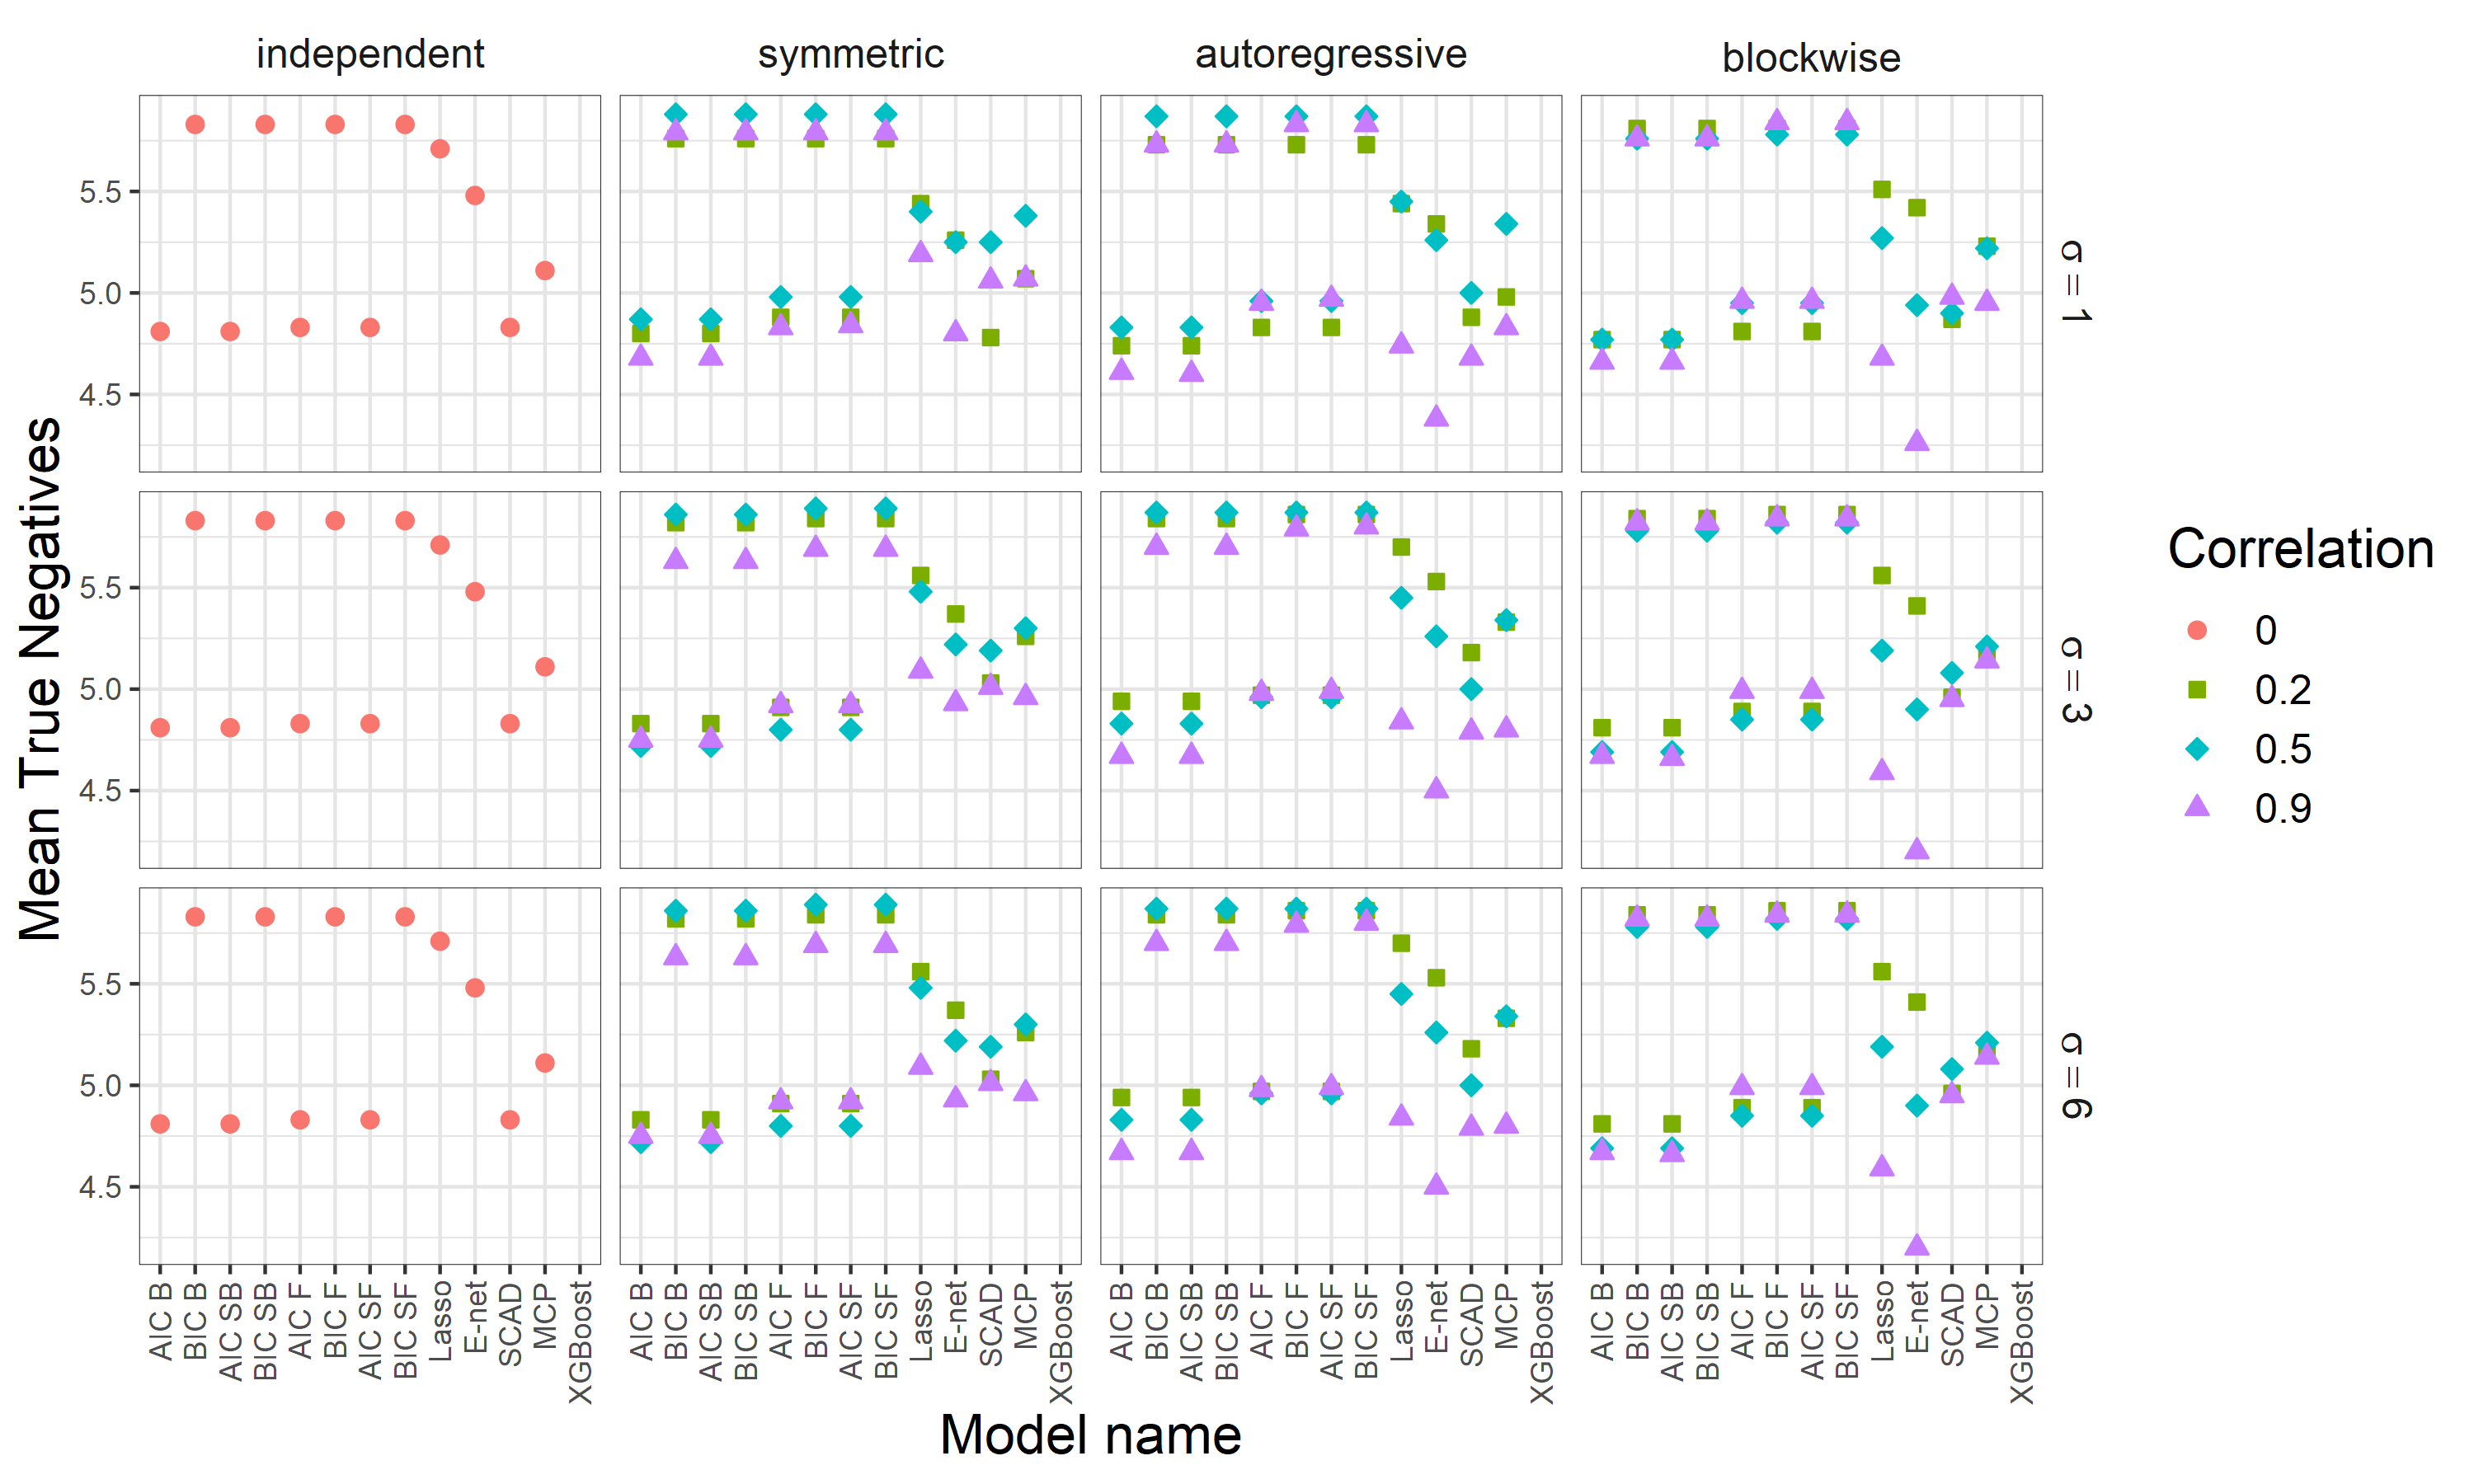 independent
symmetric
autoregressive
blockwise
5.5
5.0
4.5
σ = 1
5.5
5.0
4.5
σ = 3
5.5
5.0
4.5
σ = 6
Mean True Negatives
AIC B
BIC B
AIC SB
BIC SB
AIC F
BIC F
AIC SF
BIC SF
Lasso
E-net
SCAD
MCP
XGBoost
AIC B
BIC B
AIC SB
BIC SB
AIC F
BIC F
AIC SF
BIC SF
Lasso
E-net
SCAD
MCP
XGBoost
AIC B
BIC B
AIC SB
BIC SB
AIC F
BIC F
AIC SF
BIC SF
Lasso
E-net
SCAD
MCP
XGBoost
AIC B
BIC B
AIC SB
BIC SB
AIC F
BIC F
AIC SF
BIC SF
Lasso
E-net
SCAD
MCP
XGBoost
Model name
Correlation
0
0.2
0.5
0.9